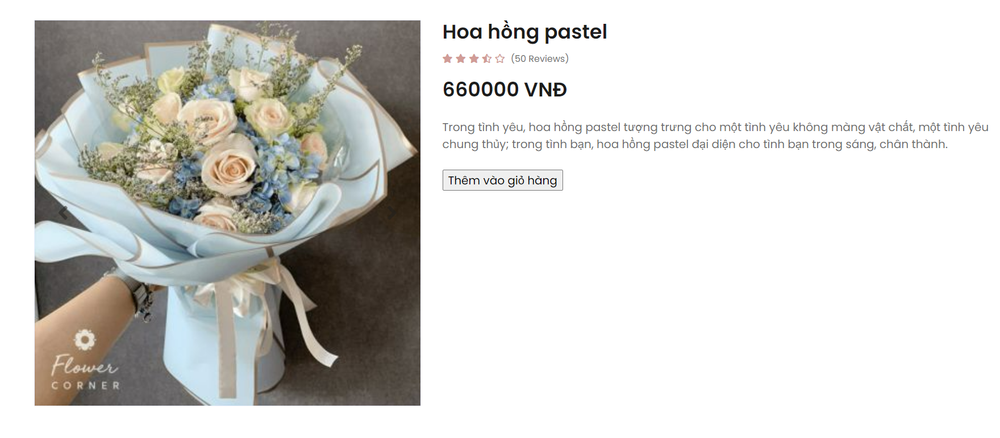 Hoa hồng pastel
(50 Reviews)
660000 VNĐ
Trong tình yêu, hoa hồng pastel tượng trưng cho một tình yêu không màng vật chất, một tình yêu
chung thủy; trong tình bạn, hoa hồng pastel đại diện cho tình bạn trong sáng, chân thành.
Thêm vào giỏ hàng
Flower
CORNER